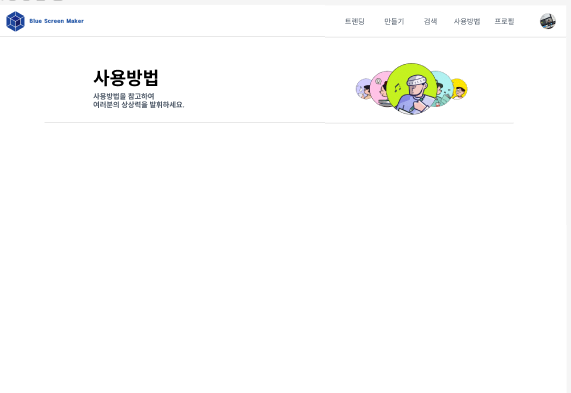 Blue Screen Maker
트렌딩 만들기 검색 사용방법 프로필
사용방법
사용방법을 참고하여
여러분의 상상력을 발휘하세요.